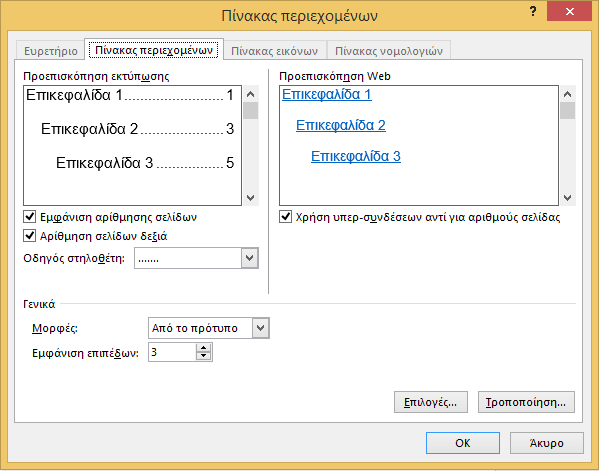 Πίνακας περιεχομένων
?
Ευρετήριο Πίνακας περιεχομένων Πίνακας εικόνων Πίνακας νομολογιών
Προεπισκόπηση εκτύπωσης
Επικεφαλίδα 1........................ 1
Επικεφαλίδα 2.................... 3
Επικεφαλίδα 3................ 5
Προεπισκόπηση Web
Επικεφαλίδα 1
Επικεφαλίδα 2
Επικεφαλίδα 3
Εμφάνιση αρίθμησης σελίδων
Αρίθμηση σελίδων δεξιά
Οδηγός στηλοθέτη: .......
Χρήση υπερ-συνδέσεων αντί για αριθμούς σελίδας
Γενικά
Μορφές: Από το πρότυπο
Εμφάνιση επιπέδων: 3
Επιλογές... Τροποποίηση...
OK Άκυρο